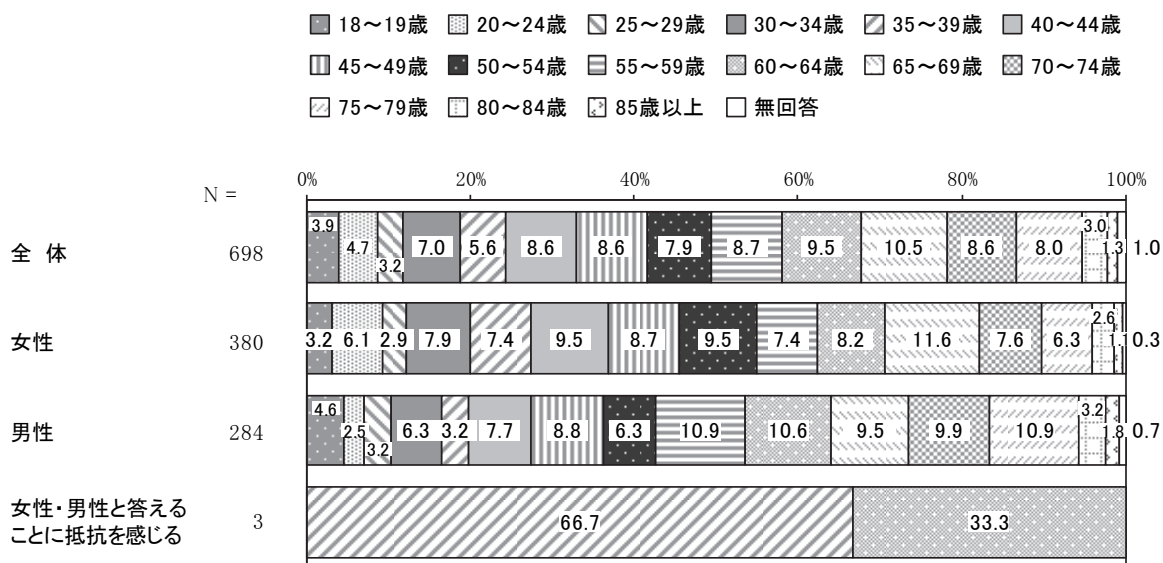 18～19歳 20～24歳 25～29歳 30～34歳 35～39歳 40～44歳
45～49歳 50～54歳 55～59歳 60～64歳 65～69歳 70～74歳
75～79歳 80～84歳 85歳以上 無回答
N = 0% 20% 40% 60% 80% 100%
全 体 698 3.9 4.7 3.2 7.0 5.6 8.6 8.6 7.9 8.7 9.5 10.5 8.6 8.0 3.0 1.3 1.0
女性 380 3.2 6.1 2.9 7.9 7.4 9.5 8.7 9.5 7.4 8.2 11.6 7.6 6.3 2.6 1.1 0.3
男性 284 4.6 2.5 3.2 6.3 3.2 7.7 8.8 6.3 10.9 10.6 9.5 9.9 10.9 3.2 1.8 0.7
女性・男性と答える
ことに抵抗を感じる 3 66.7 33.3